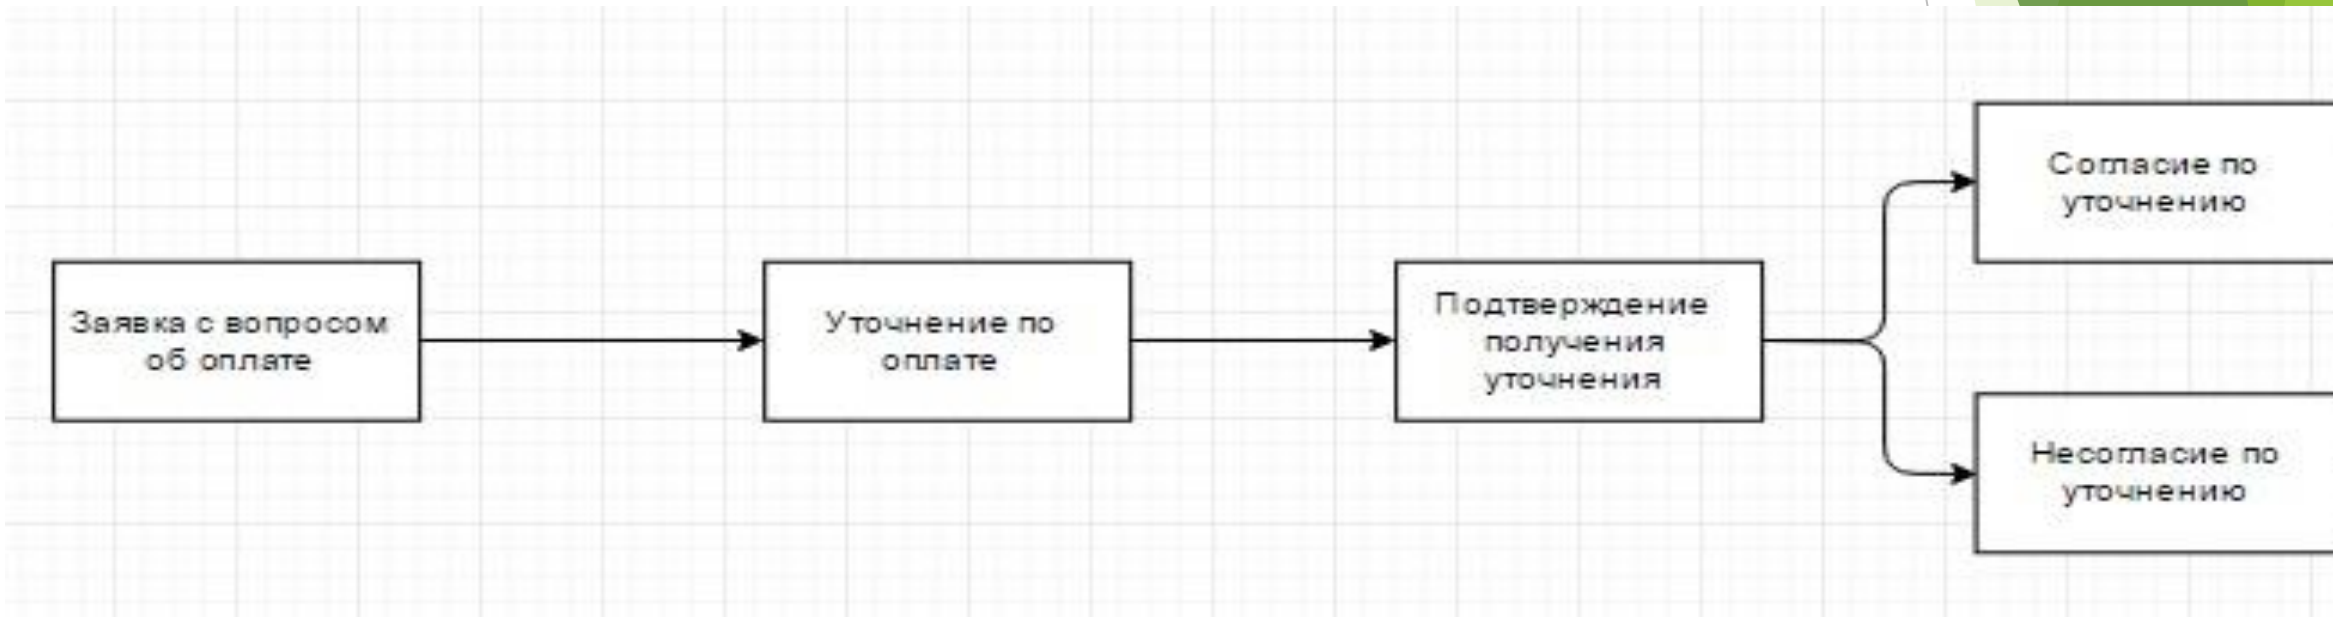 Заявка с вопросом
об оплате
Уточнение по
оплате
Подтверждение
получения
уточнения
Согласие по
уточнению
Несогласие по
уточнению